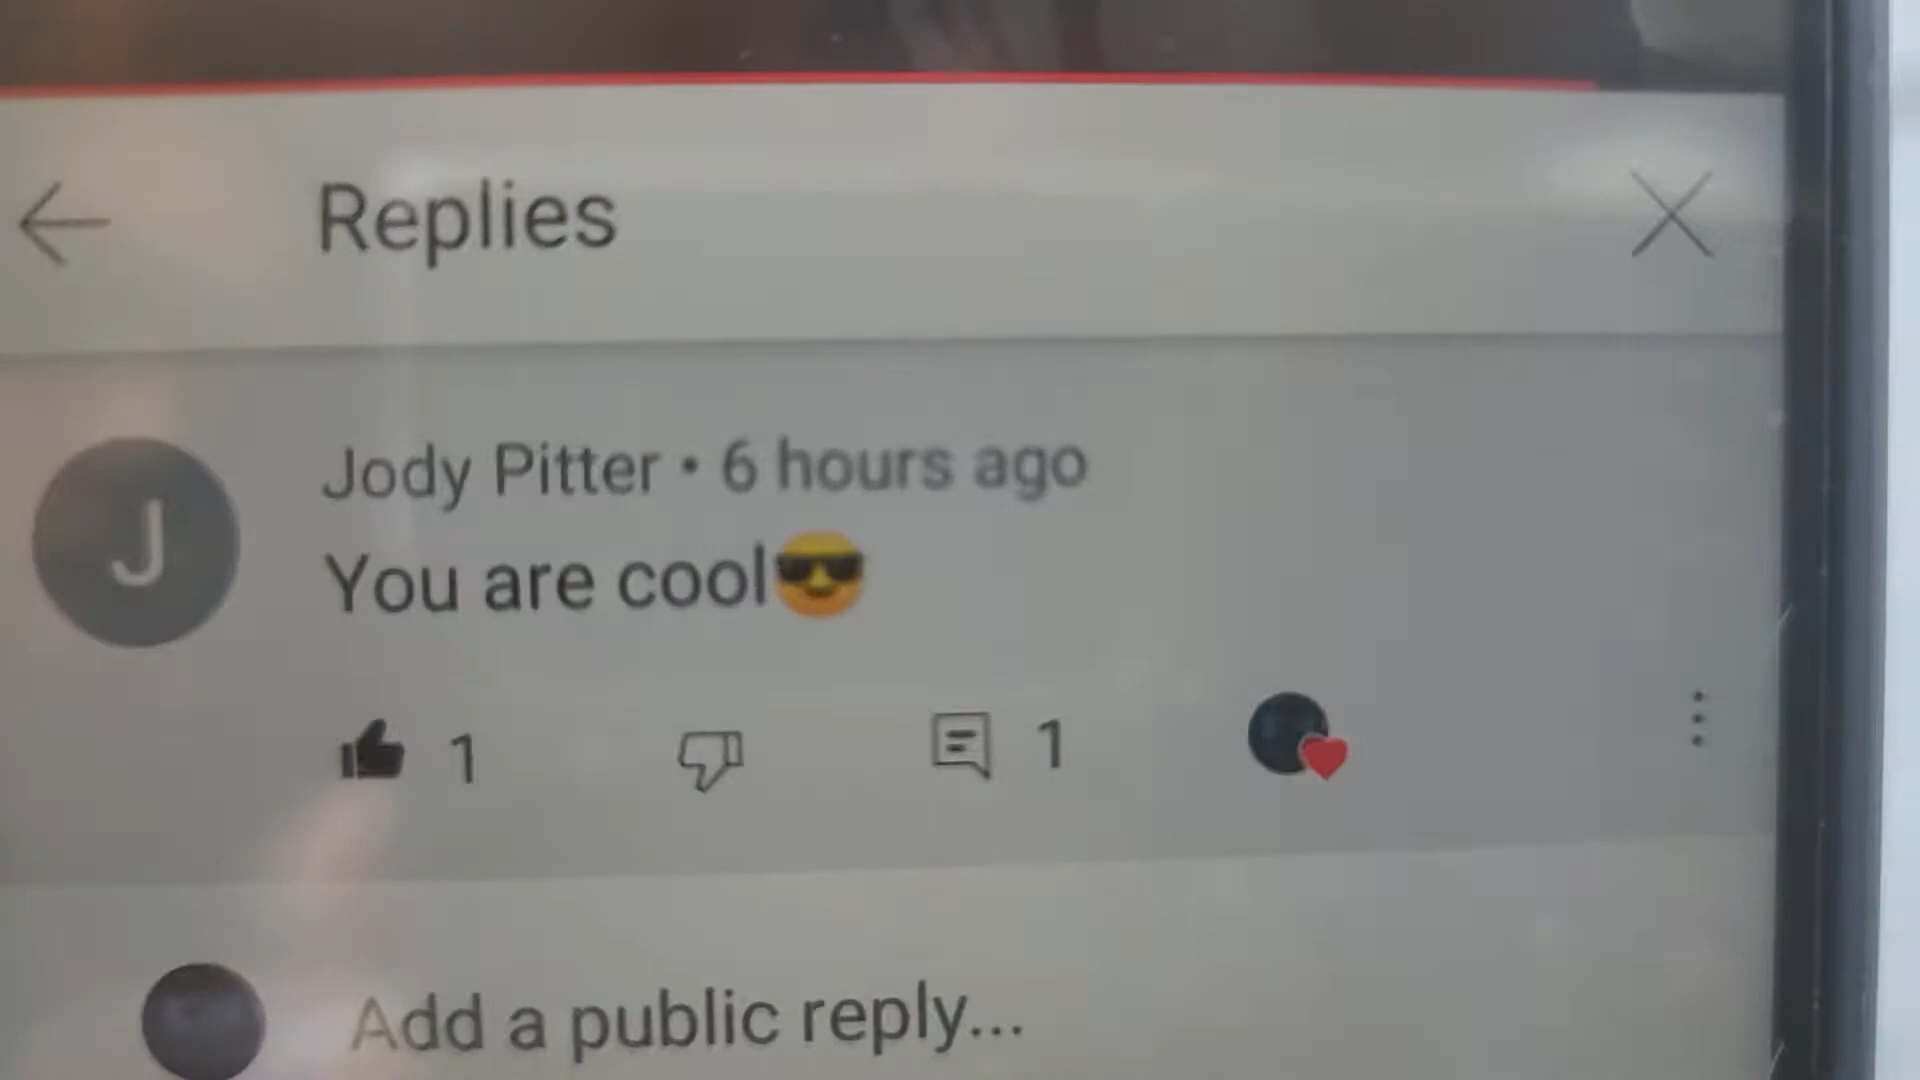 Replies
J
Jody Pitter • 6 hours ago
You are cool😎
1
1
Add a public reply...